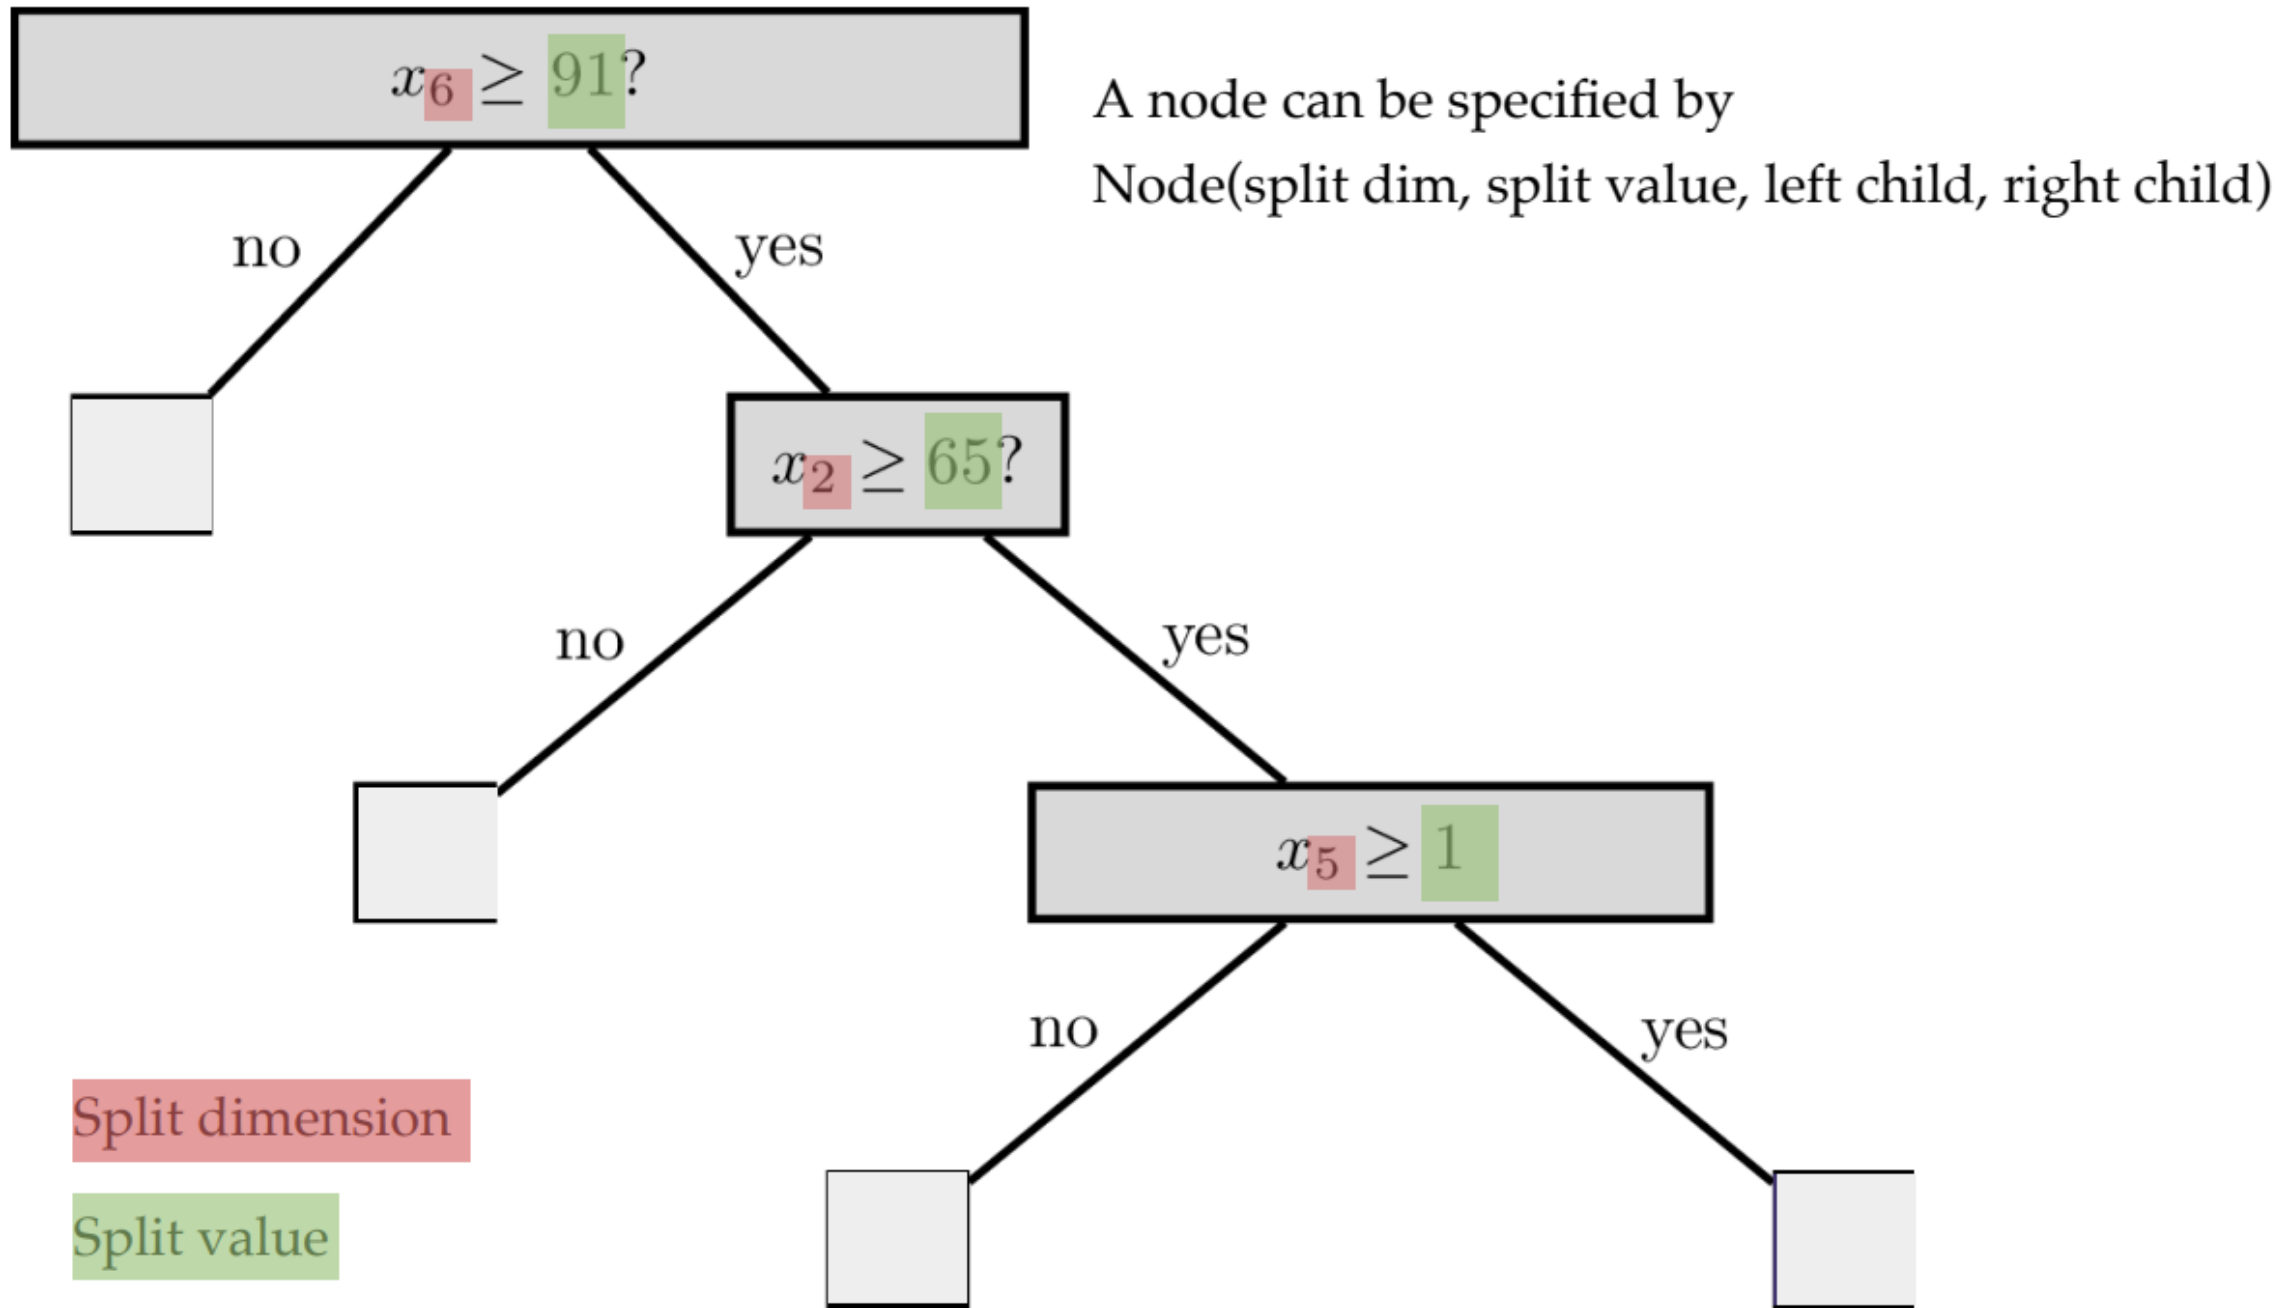 x₆ ≥ 91?
A node can be specified by
Node(split dim, split value, left child, right child)
no
yes
x₂ ≥ 65?
no
yes
x₅ ≥ 1
no
yes
Split dimension
Split value